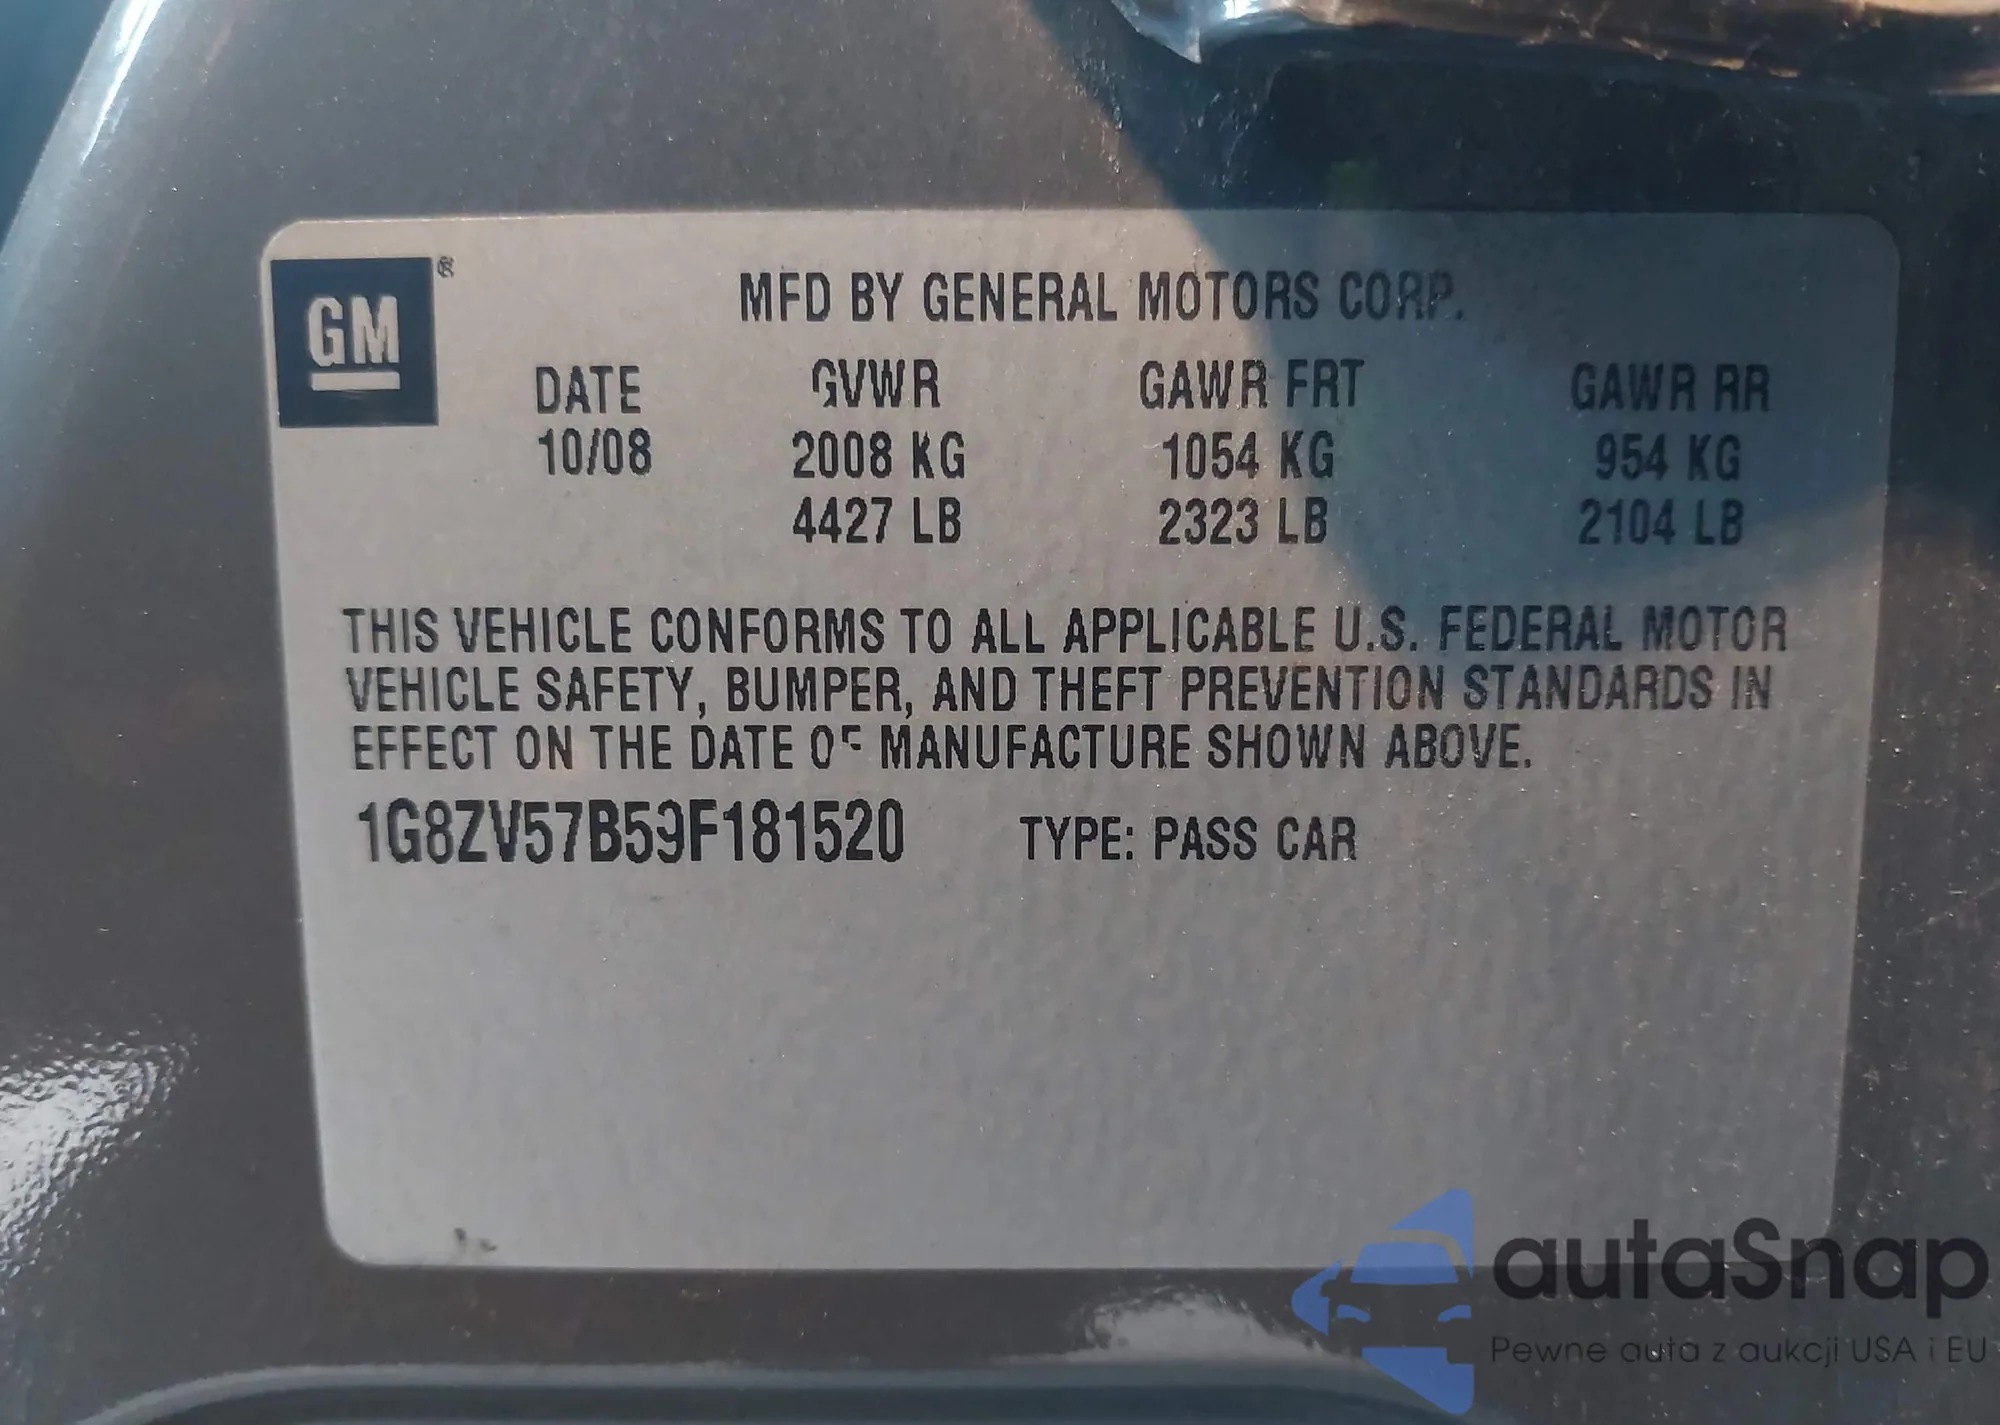 GM ®
MFD BY GENERAL MOTORS CORP.
DATE GVWR GAWR FRT GAWR RR
10/08 2008 KG 1054 KG 954 KG
4427 LB 2323 LB 2104 LB
THIS VEHICLE CONFORMS TO ALL APPLICABLE U.S. FEDERAL MOTOR
VEHICLE SAFETY, BUMPER, AND THEFT PREVENTION STANDARDS IN
EFFECT ON THE DATE OF MANUFACTURE SHOWN ABOVE.
1G8ZV57B59F181520 TYPE: PASS CAR
autaSnap
Pewne auta z aukcji USA i EU